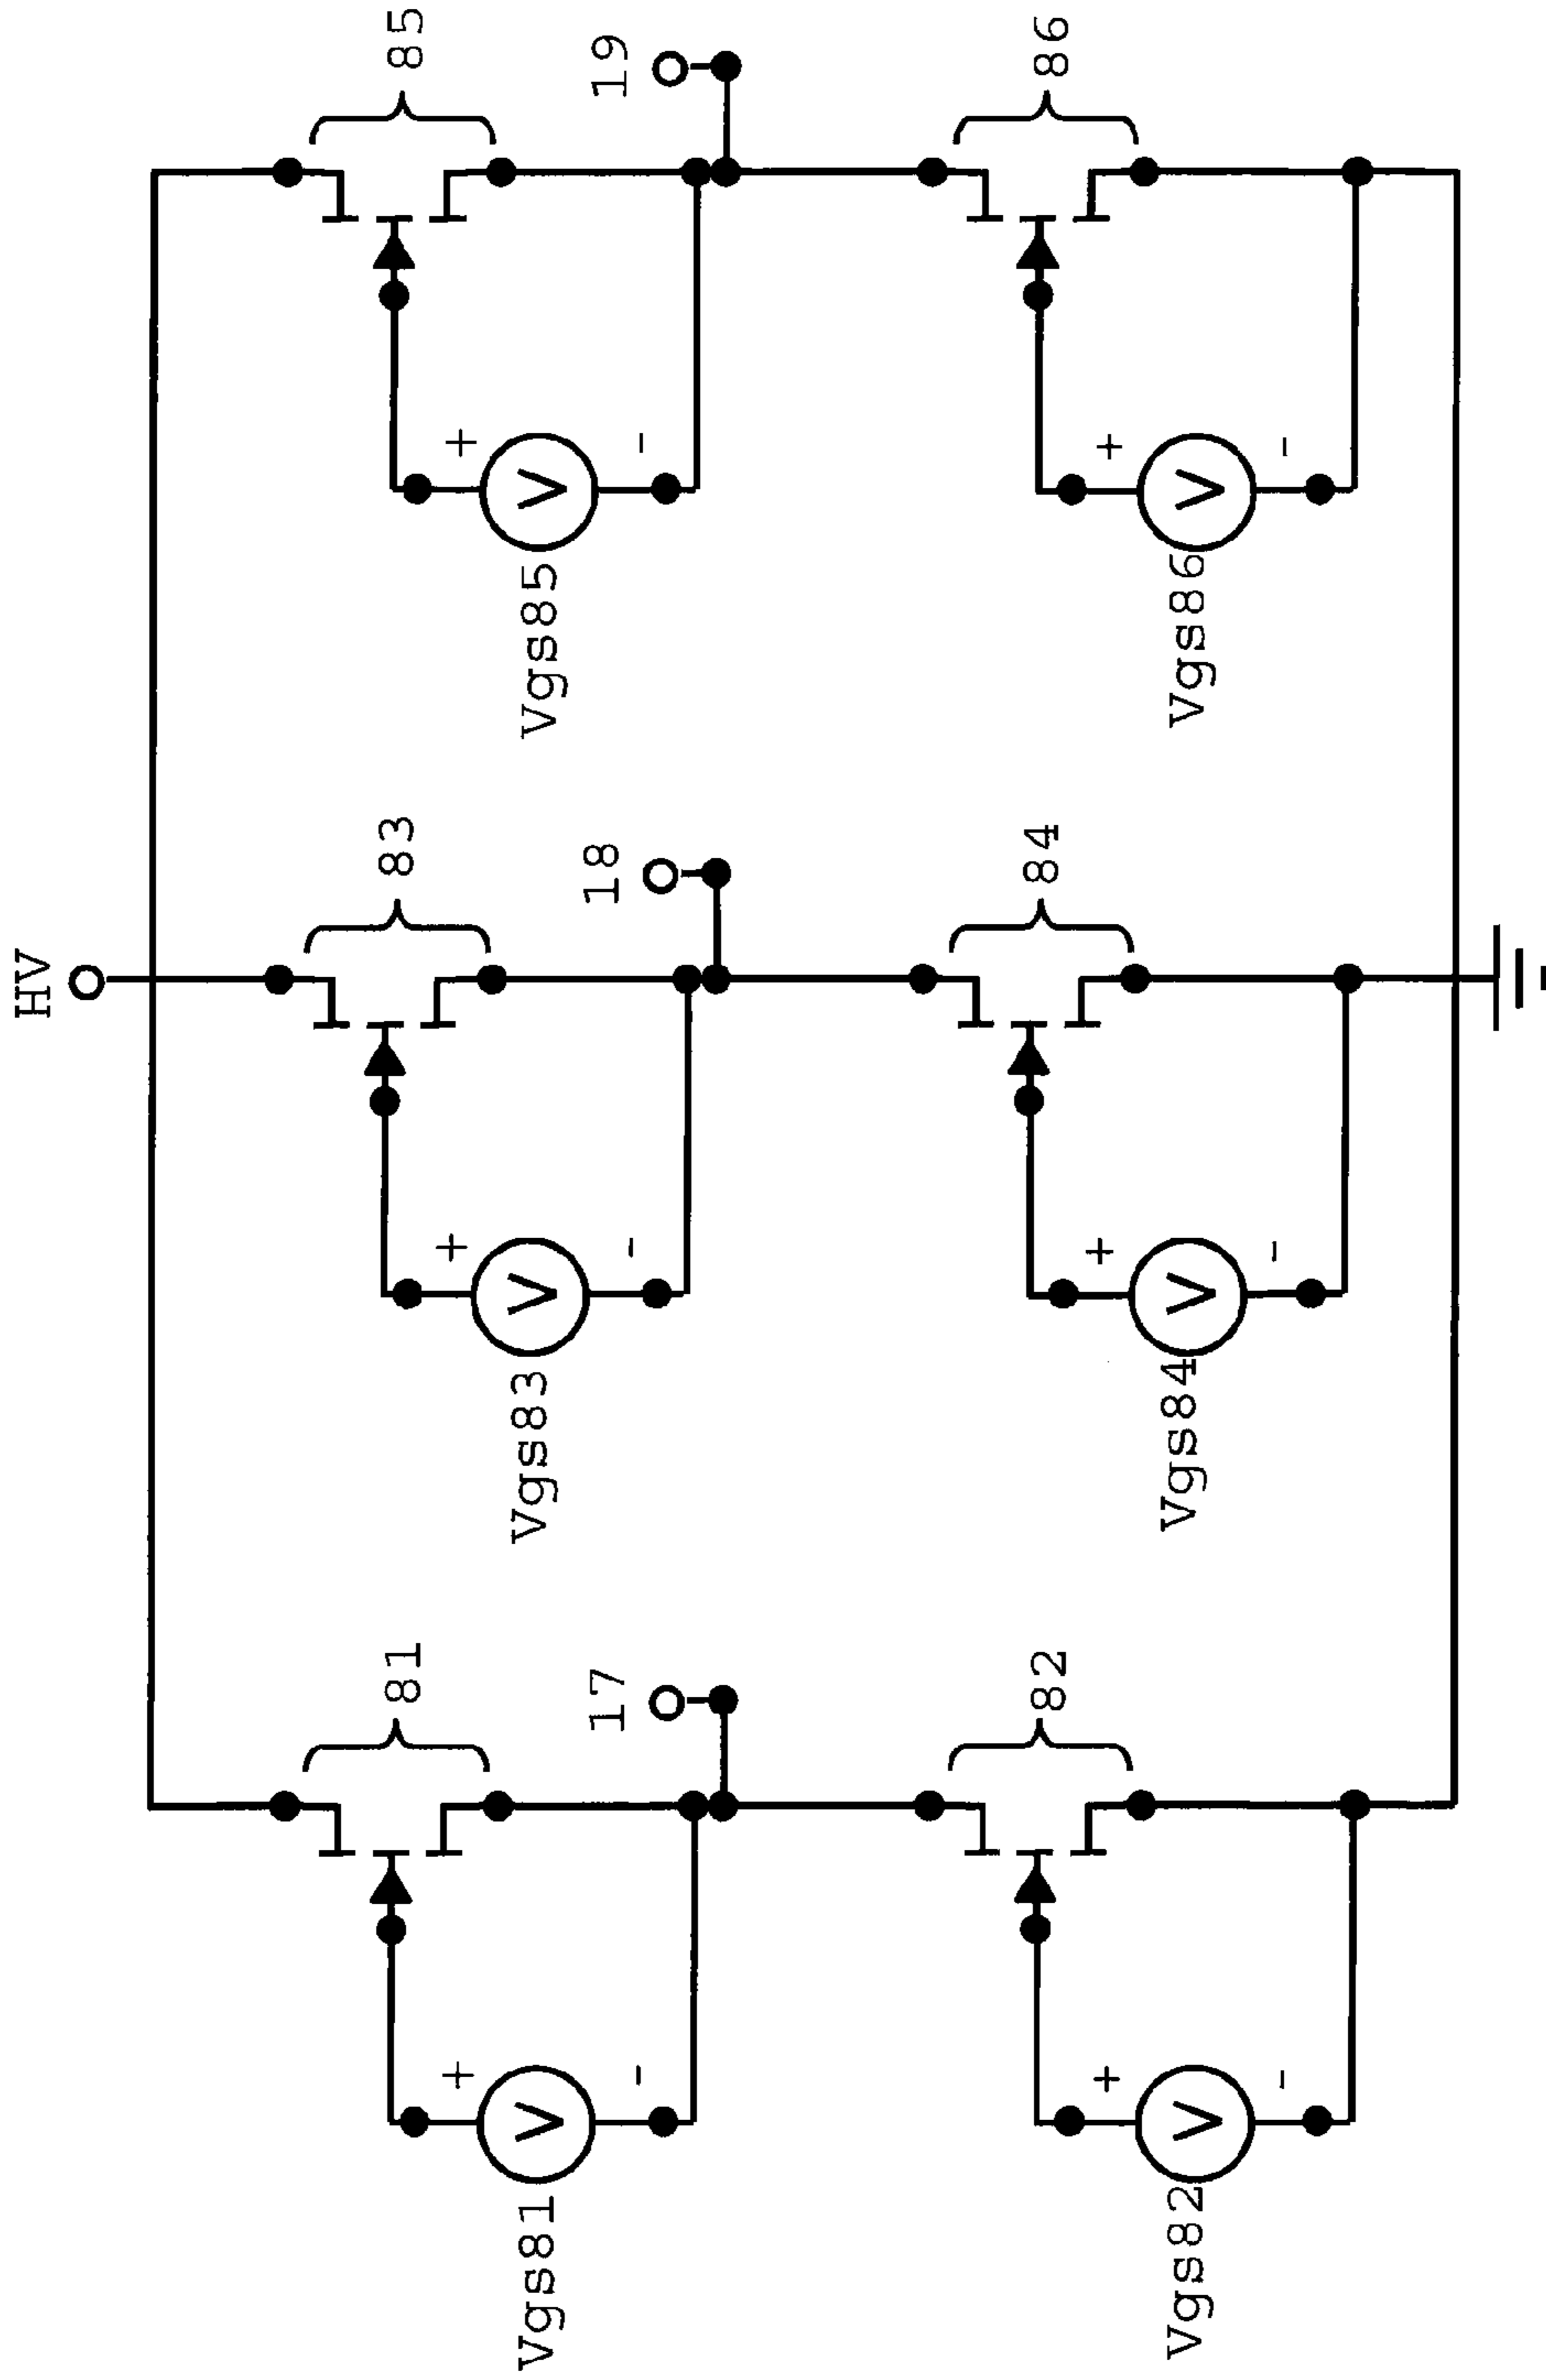 HV
81
83
85
+
+
+
V
V
V
Vgs81
Vgs83
Vgs85
-
-
-
17
18
19
82
84
86
+
+
+
V
V
V
Vgs82
Vgs84
Vgs86
-
-
-